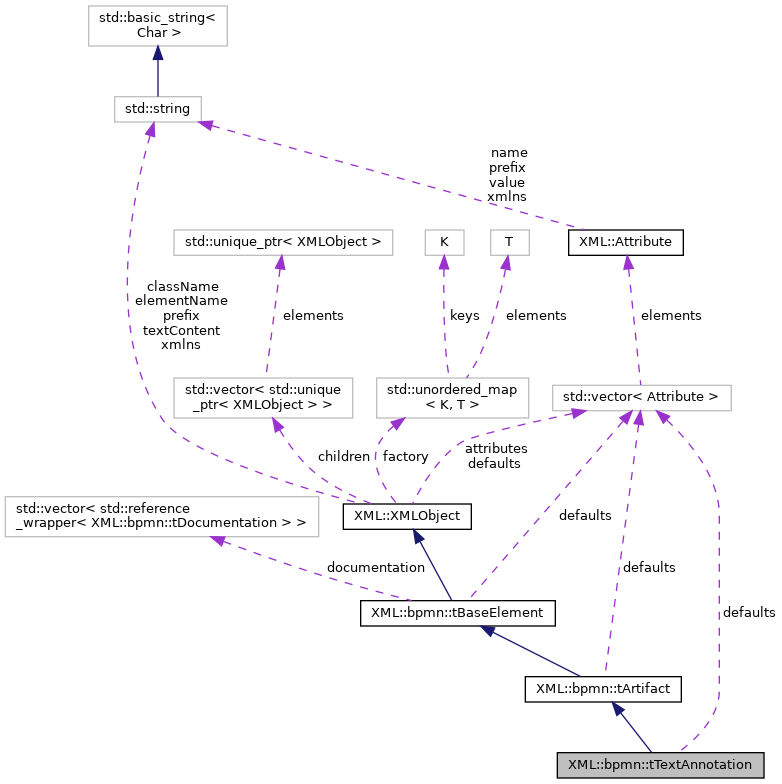 std::basic_string<
Char >
std::string
name
prefix
value
xmlns
std::unique_ptr< XMLObject >
K
T
XML::Attribute
className
elementName
prefix
textContent
xmlns
elements
keys
elements
elements
std::vector< std::unique
_ptr< XMLObject > >
std::unordered_map
< K, T >
std::vector< Attribute >
children
factory
attributes
defaults
std::vector< std::reference
_wrapper< XML::bpmn::tDocumentation > >
XML::XMLObject
defaults
documentation
defaults
XML::bpmn::tBaseElement
defaults
XML::bpmn::tArtifact
XML::bpmn::tTextAnnotation